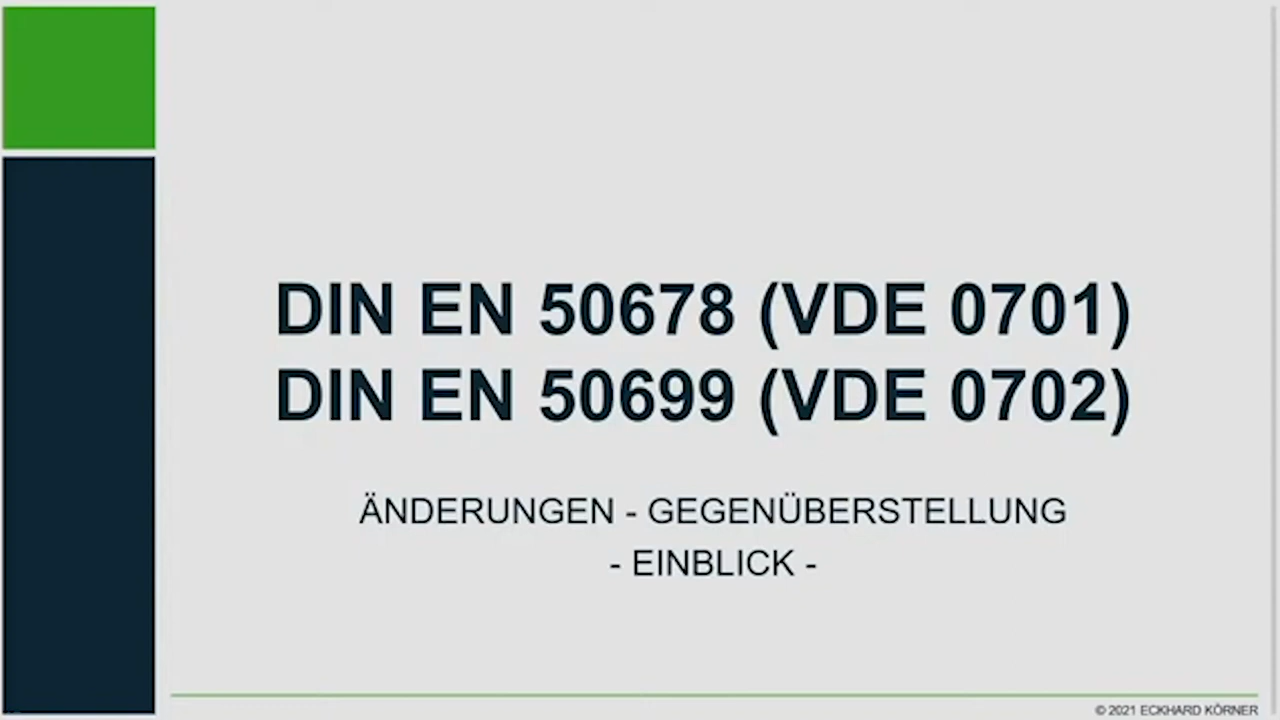 DIN EN 50678 (VDE 0701)
DIN EN 50699 (VDE 0702)
ÄNDERUNGEN - GEGENÜBERSTELLUNG
- EINBLICK -
© 2021 ECKHARD KÖRNER